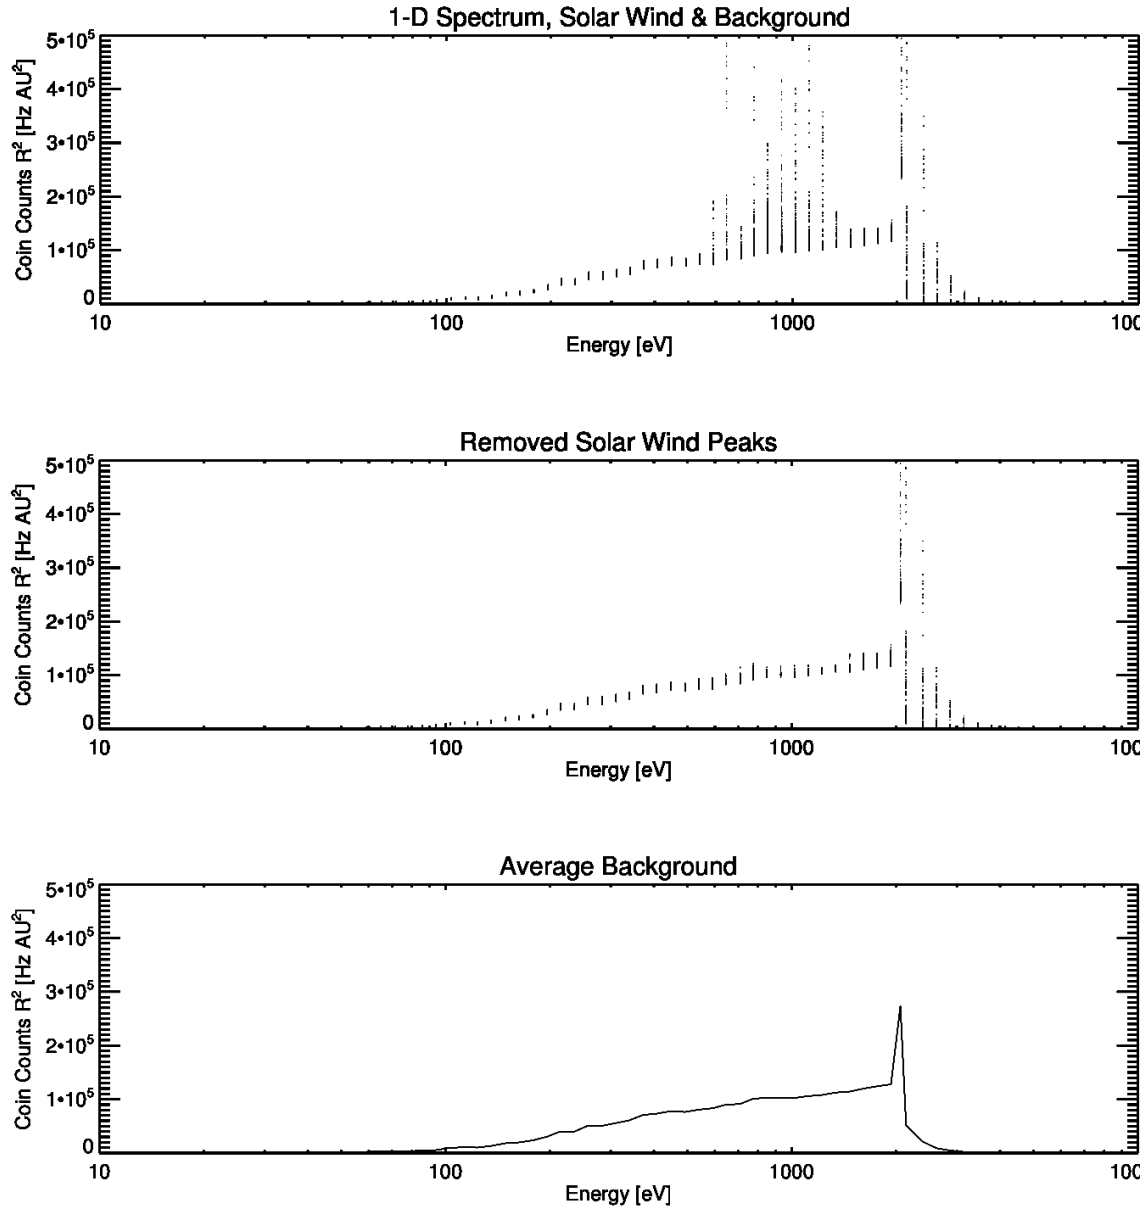 1-D Spectrum, Solar Wind & Background
5•10⁵
4•10⁵
3•10⁵
2•10⁵
1•10⁵
0
Coin Counts R² [Hz AU²]
10 100 1000 100
Energy [eV]
Removed Solar Wind Peaks
5•10⁵
4•10⁵
3•10⁵
2•10⁵
1•10⁵
0
Coin Counts R² [Hz AU²]
10 100 1000 100
Energy [eV]
Average Background
5•10⁵
4•10⁵
3•10⁵
2•10⁵
1•10⁵
0
Coin Counts R² [Hz AU²]
10 100 1000 100
Energy [eV]